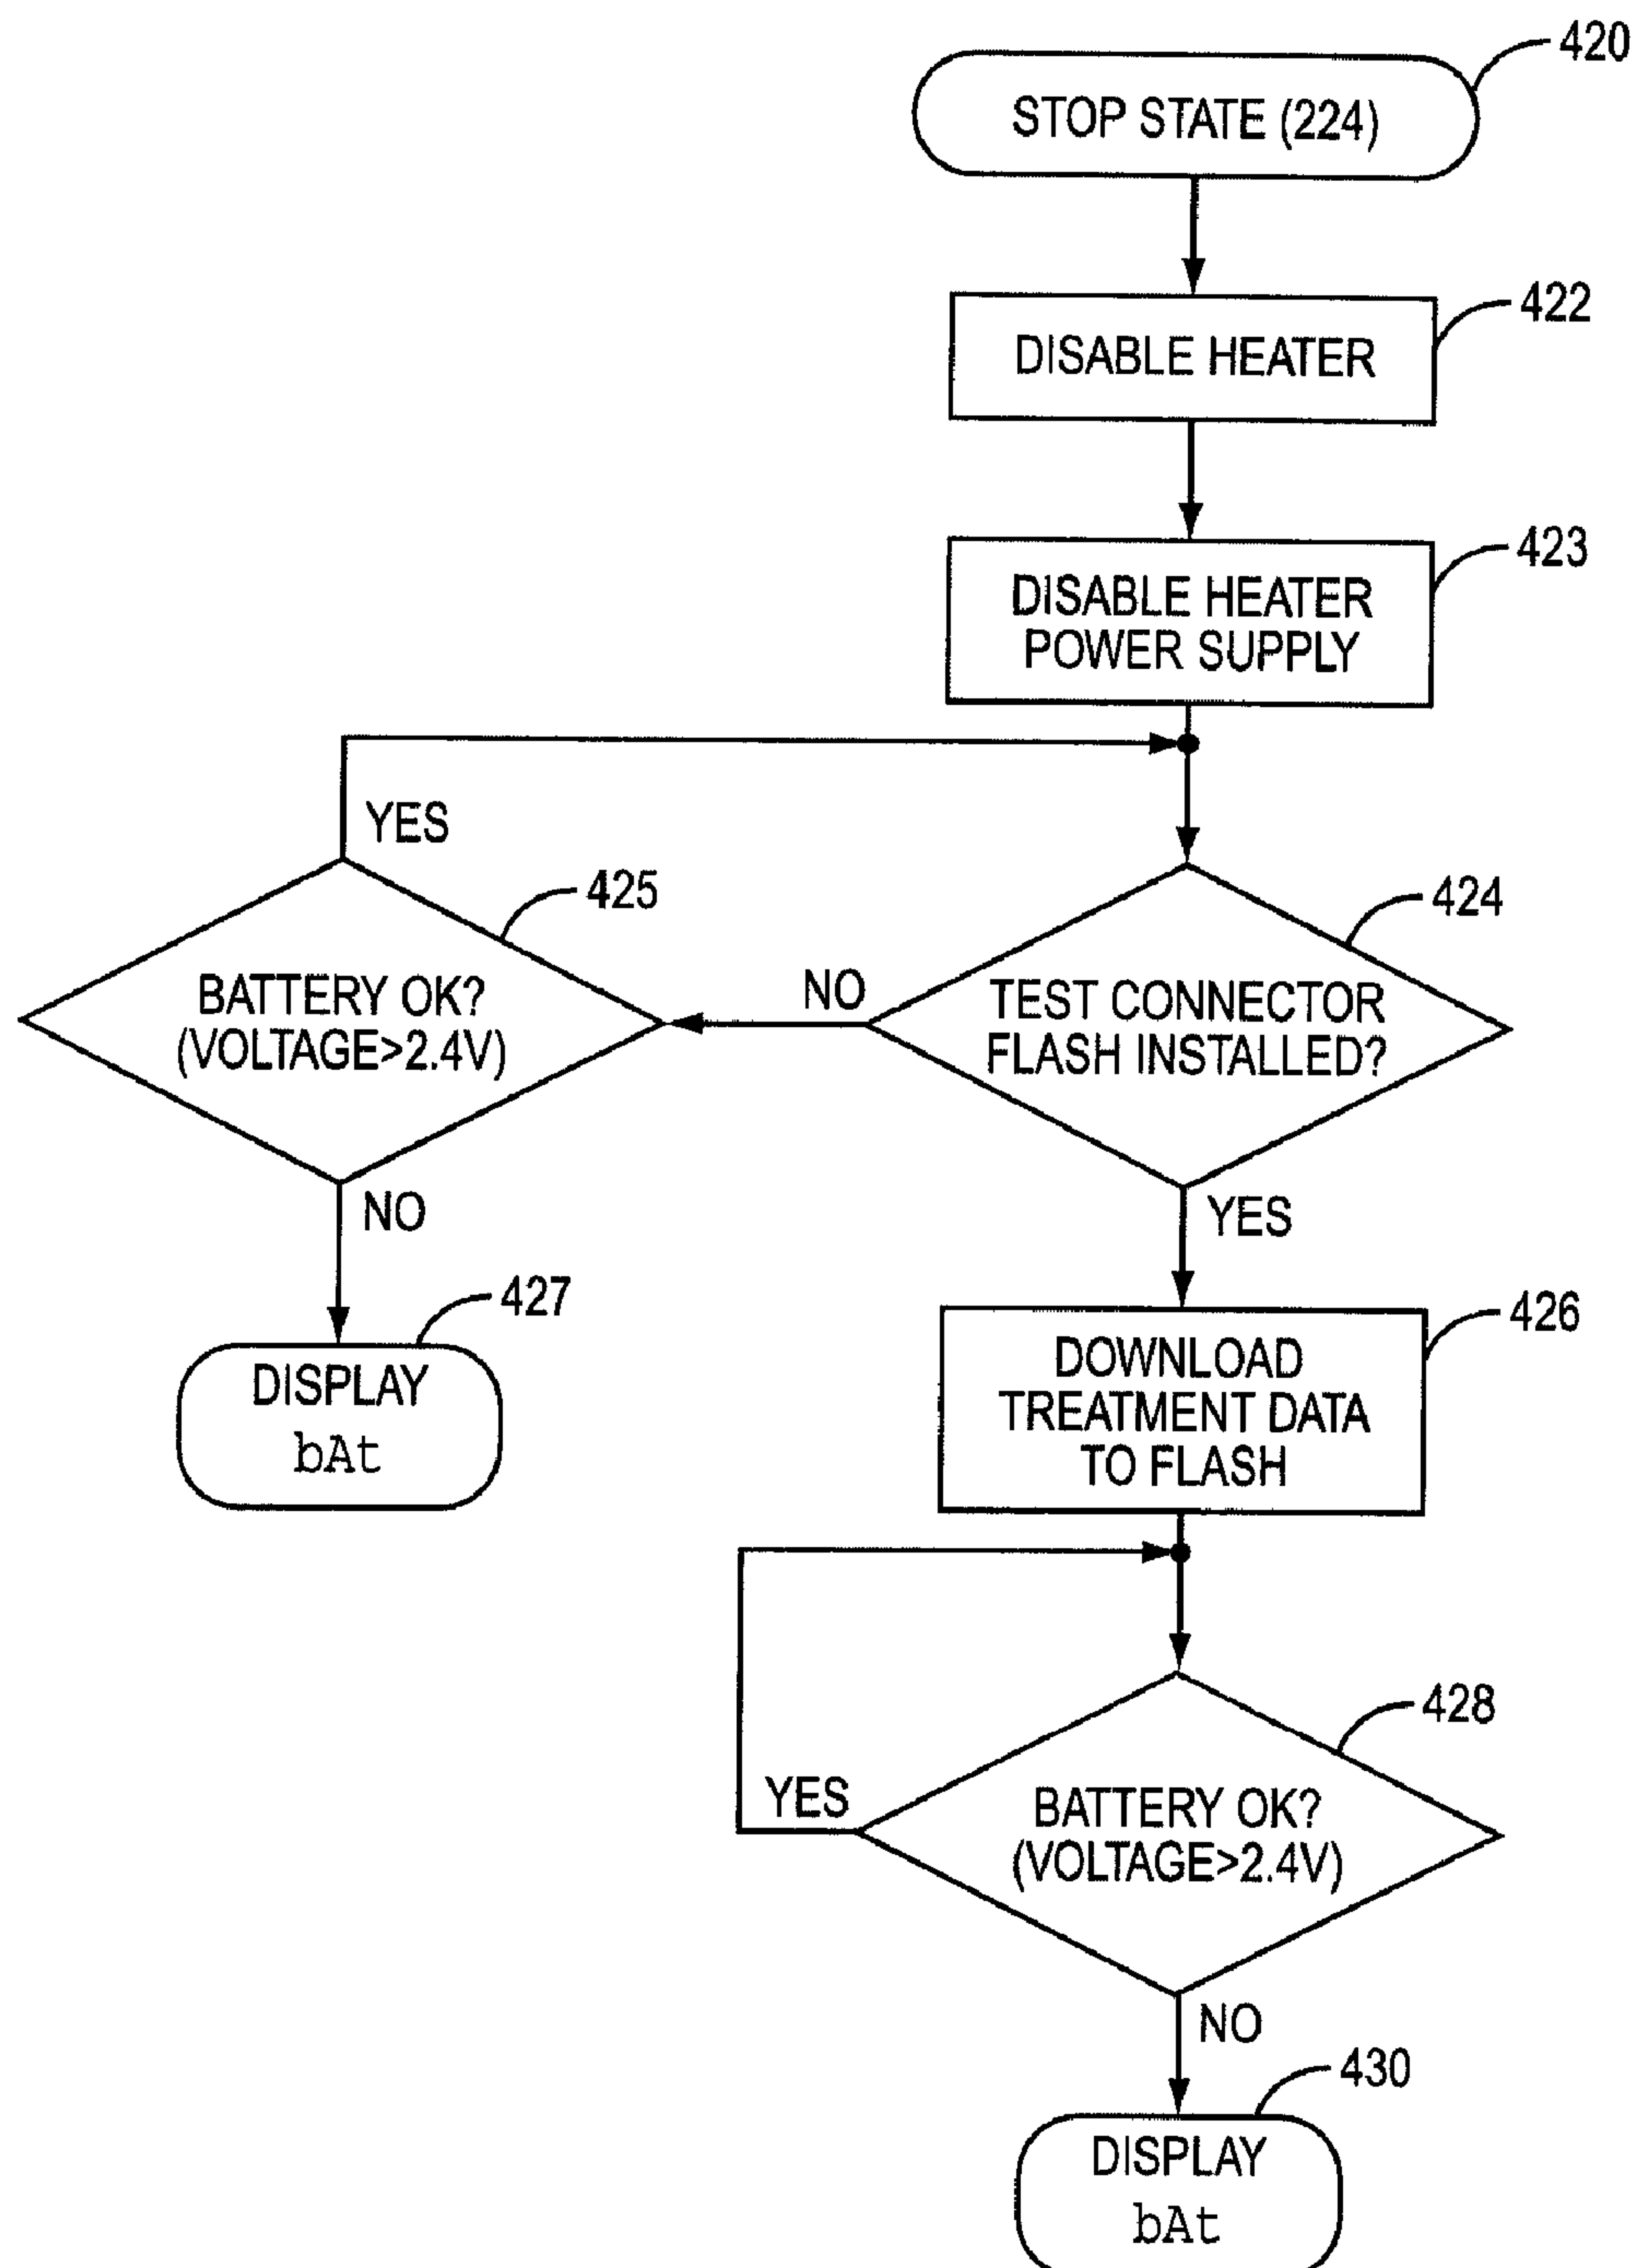 420
STOP STATE (224)
422
DISABLE HEATER
423
DISABLE HEATER
POWER SUPPLY
YES
425
424
BATTERY OK?
(VOLTAGE>2.4V)
NO
TEST CONNECTOR
FLASH INSTALLED?
NO
YES
427
DISPLAY
bAt
426
DOWNLOAD
TREATMENT DATA
TO FLASH
428
YES
BATTERY OK?
(VOLTAGE>2.4V)
NO
430
DISPLAY
bAt